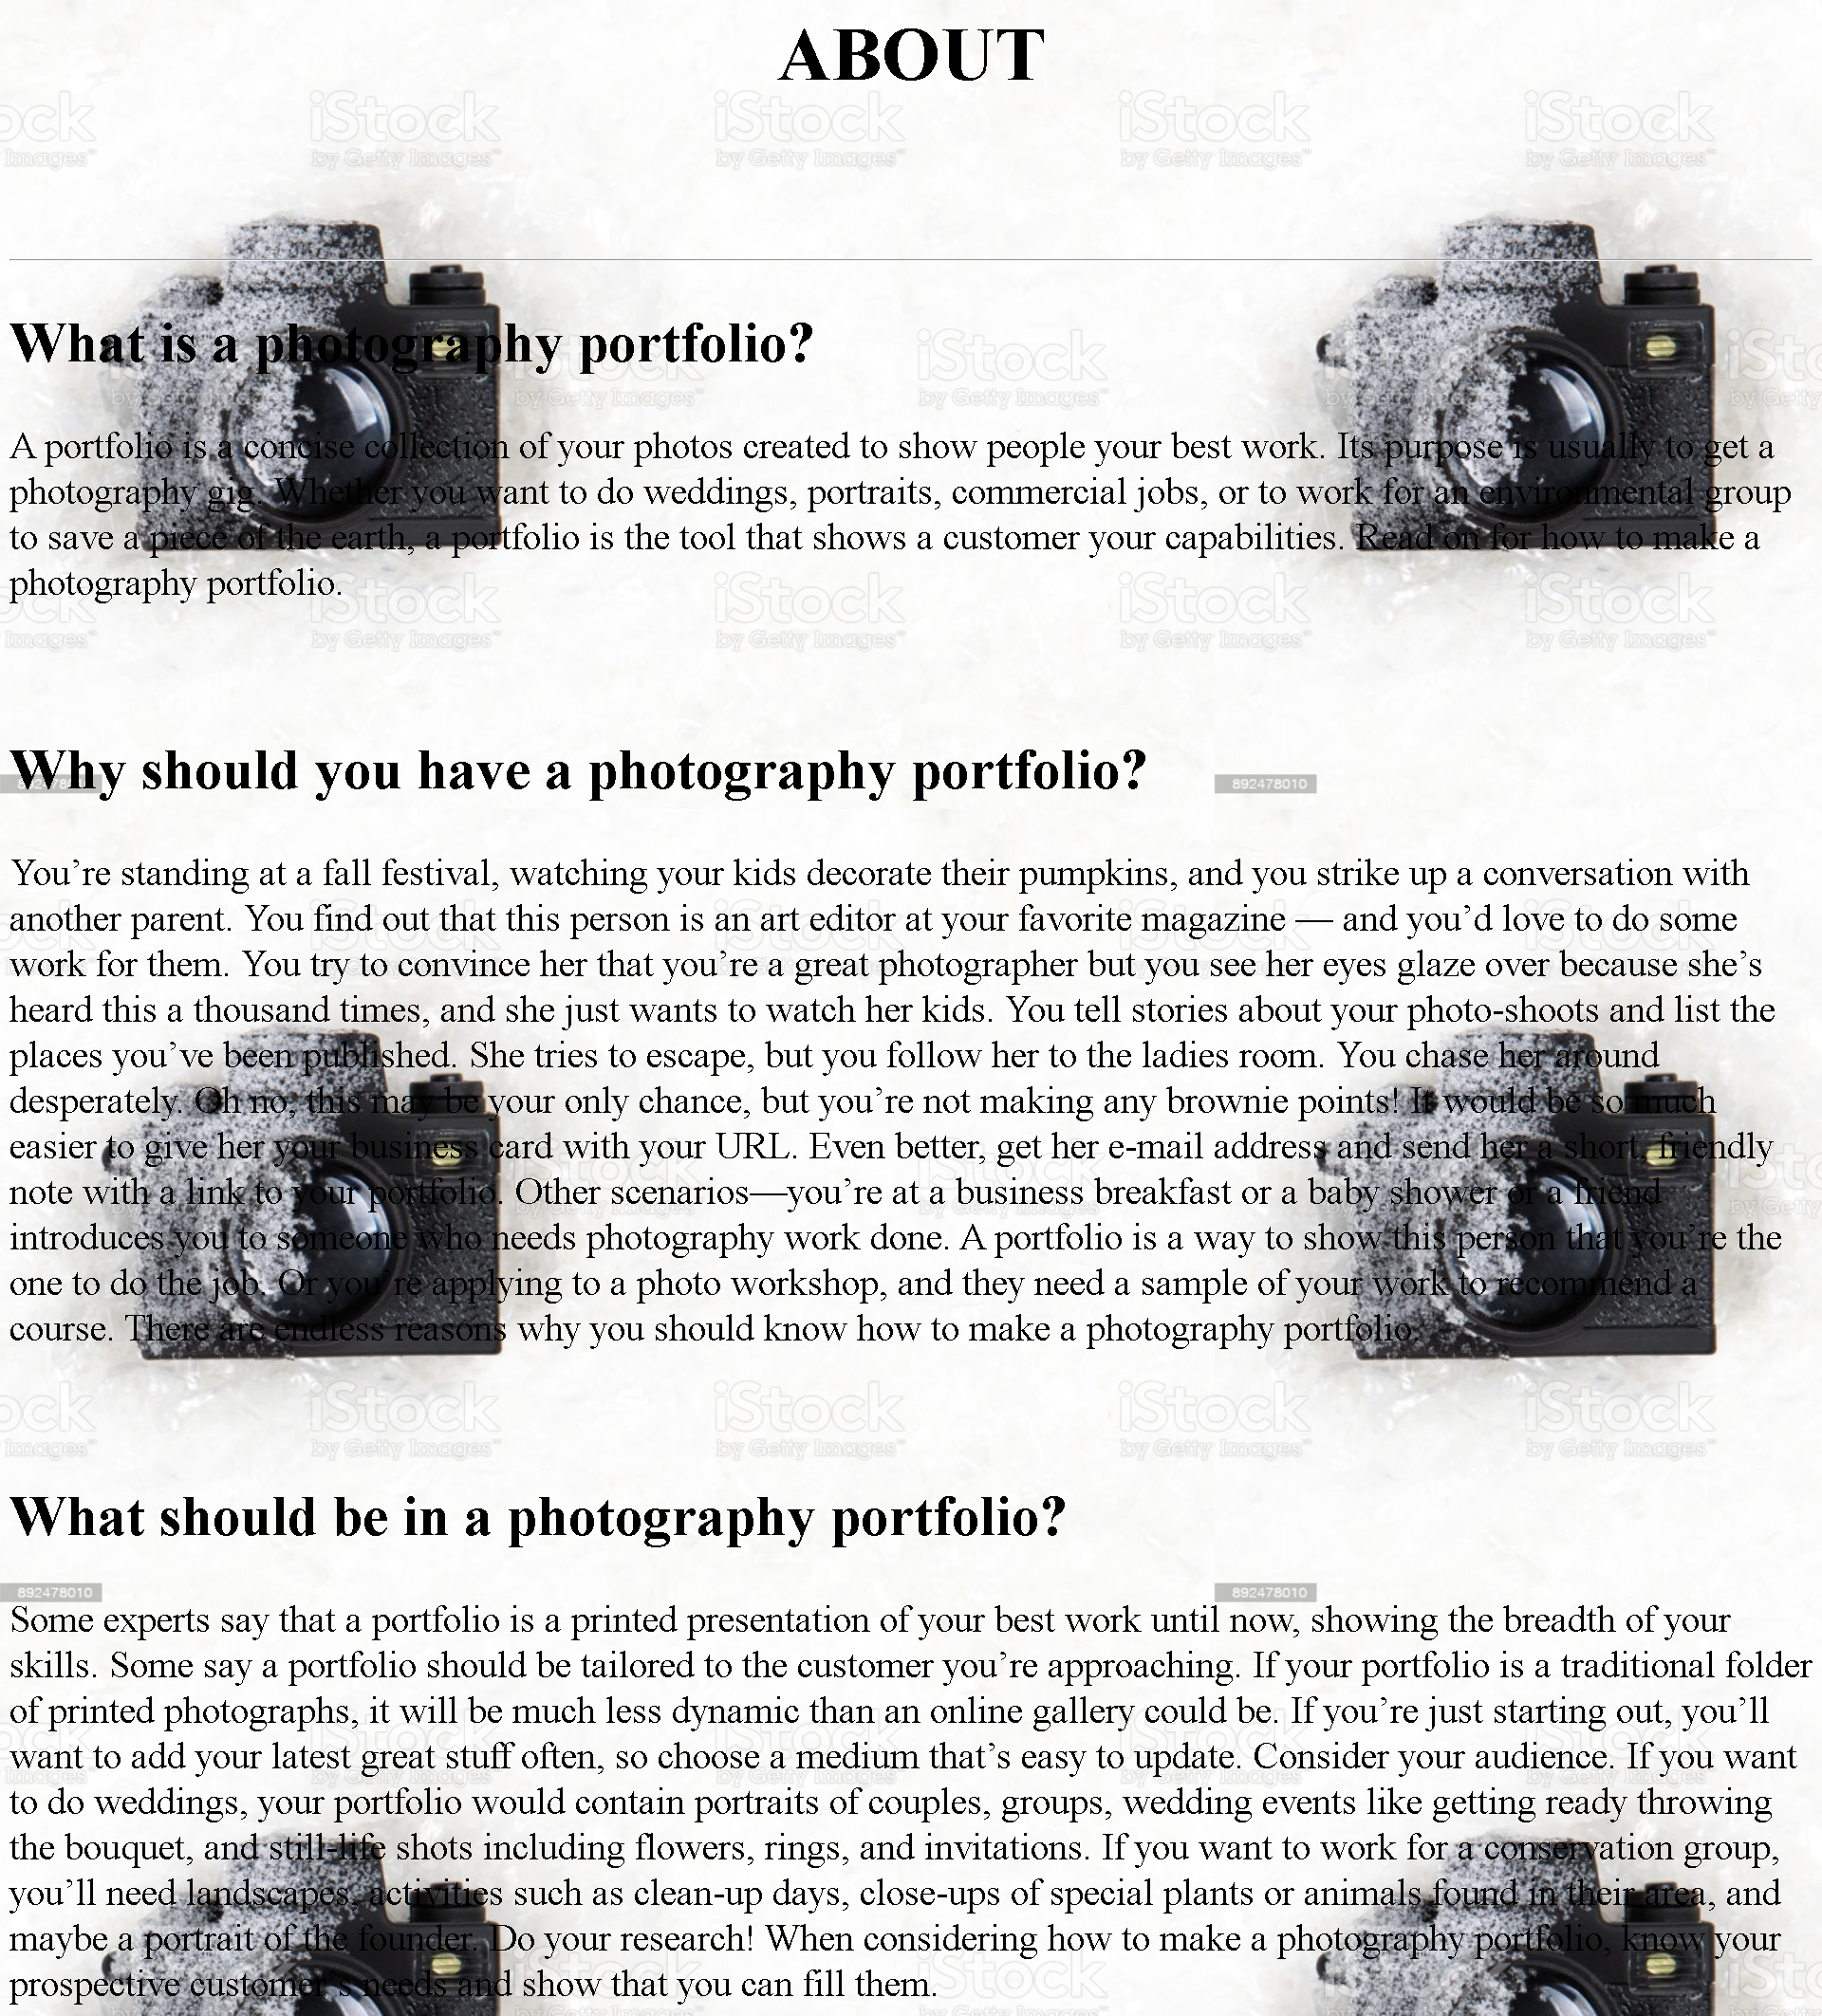 ABOUT
What is a photography portfolio?
A portfolio is a concise collection of your photos created to show people your best work. Its purpose is usually to get a
photography gig. Whether you want to do weddings, portraits, commercial jobs, or to work for an environmental group
to save a piece of the earth, a portfolio is the tool that shows a customer your capabilities. Read on for how to make a
photography portfolio.
Why should you have a photography portfolio?
892478010
You’re standing at a fall festival, watching your kids decorate their pumpkins, and you strike up a conversation with
another parent. You find out that this person is an art editor at your favorite magazine — and you’d love to do some
work for them. You try to convince her that you’re a great photographer but you see her eyes glaze over because she’s
heard this a thousand times, and she just wants to watch her kids. You tell stories about your photo-shoots and list the
places you’ve been published. She tries to escape, but you follow her to the ladies room. You chase her around
desperately. Oh no, this may be your only chance, but you’re not making any brownie points! It would be so much
easier to give her your business card with your URL. Even better, get her e-mail address and send her a short, friendly
note with a link to your portfolio. Other scenarios—you’re at a business breakfast or a baby shower or a friend
introduces you to someone who needs photography work done. A portfolio is a way to show this person that you’re the
one to do the job. Or you’re applying to a photo workshop, and they need a sample of your work to recommend a
course. There are endless reasons why you should know how to make a photography portfolio.
What should be in a photography portfolio?
892478010 892478010
Some experts say that a portfolio is a printed presentation of your best work until now, showing the breadth of your
skills. Some say a portfolio should be tailored to the customer you’re approaching. If your portfolio is a traditional folder
of printed photographs, it will be much less dynamic than an online gallery could be. If you’re just starting out, you’ll
want to add your latest great stuff often, so choose a medium that’s easy to update. Consider your audience. If you want
to do weddings, your portfolio would contain portraits of couples, groups, wedding events like getting ready throwing
the bouquet, and still-life shots including flowers, rings, and invitations. If you want to work for a conservation group,
you’ll need landscapes, activities such as clean-up days, close-ups of special plants or animals found in their area, and
maybe a portrait of the founder. Do your research! When considering how to make a photography portfolio, know your
prospective customer’s needs and show that you can fill them.
iStock
by Getty Images™